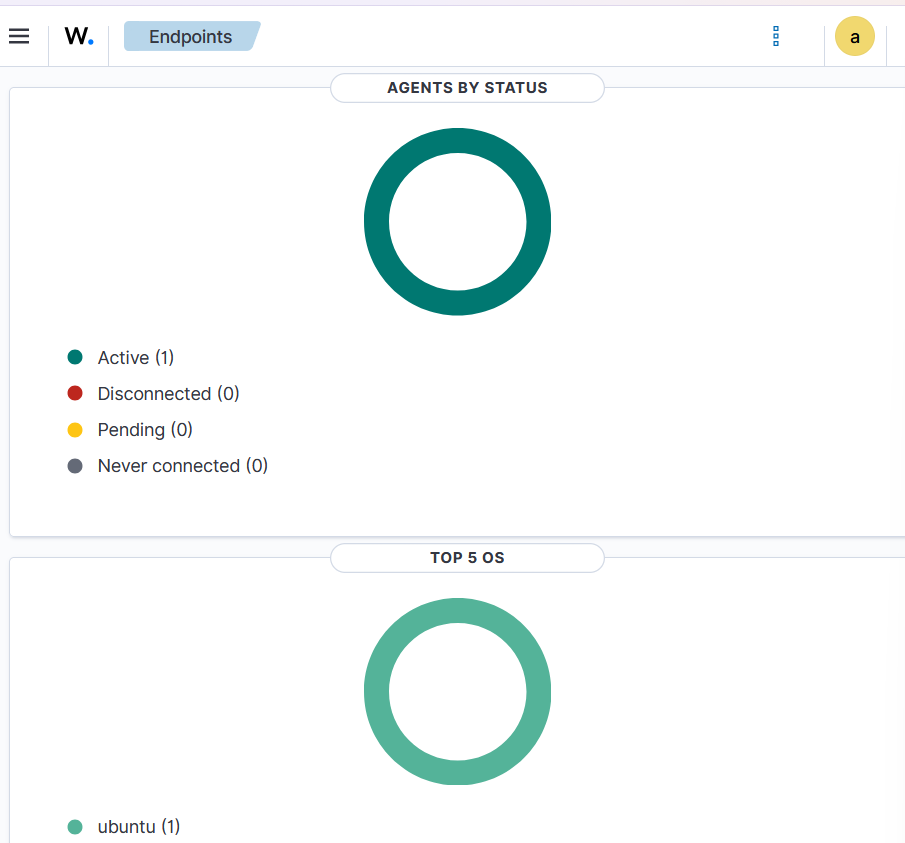 W. Endpoints a
AGENTS BY STATUS
Active (1)
Disconnected (0)
Pending (0)
Never connected (0)
TOP 5 OS
ubuntu (1)